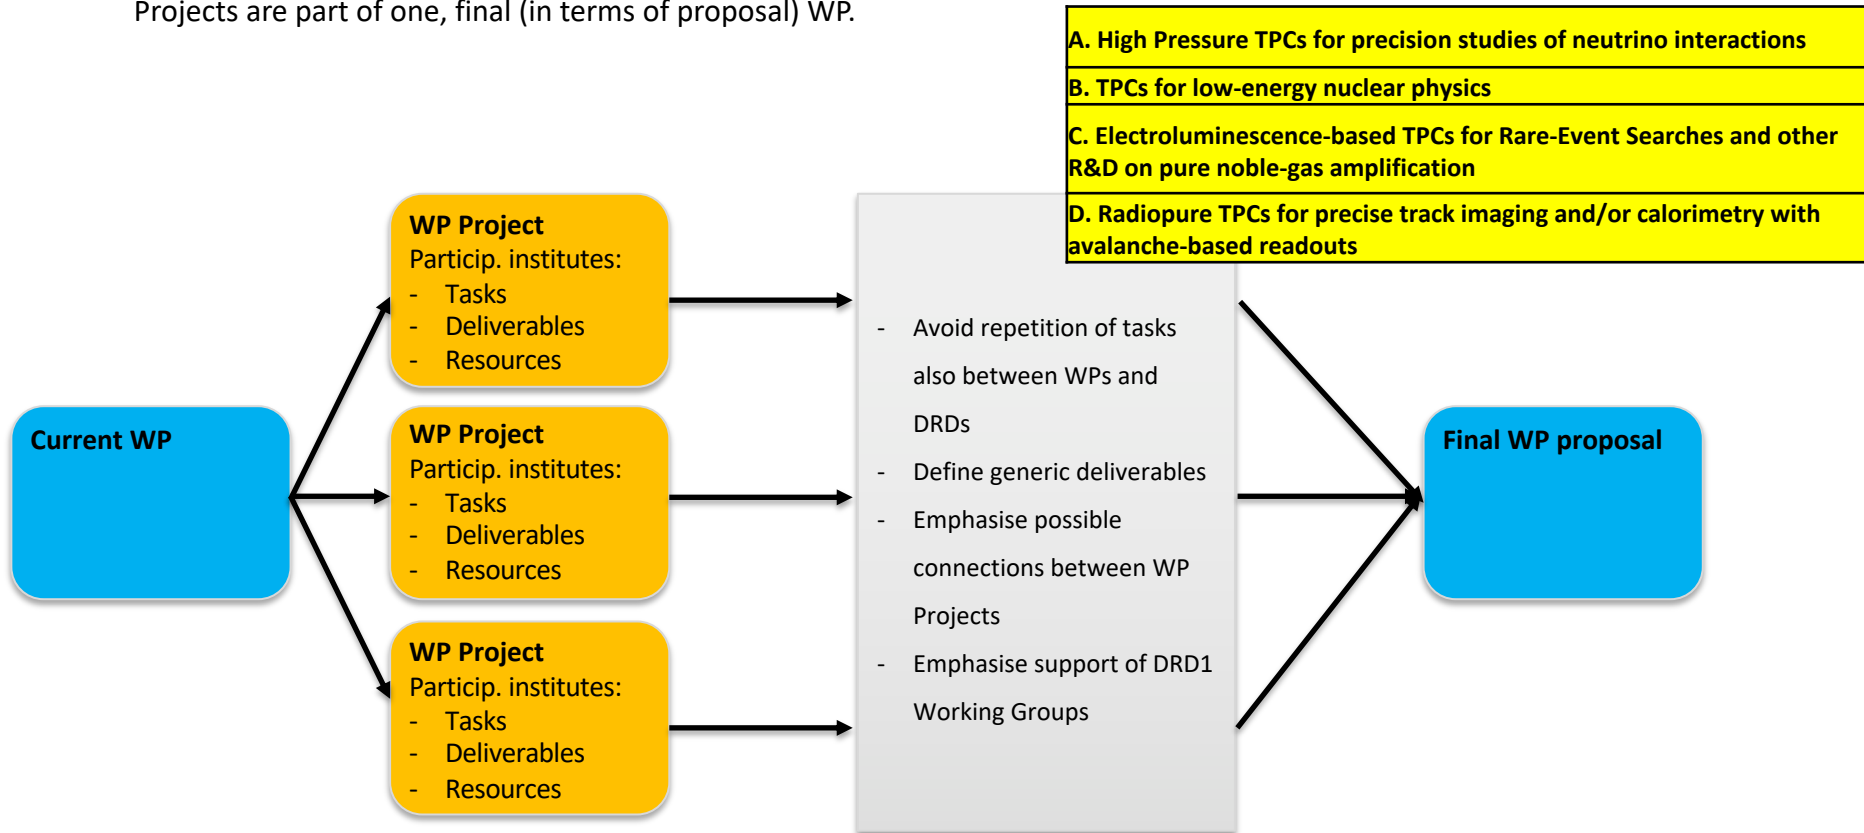 Projects are part of one, final (in terms of proposal) WP.
A. High Pressure TPCs for precision studies of neutrino interactions
B. TPCs for low-energy nuclear physics
C. Electroluminescence-based TPCs for Rare-Event Searches and other
R&D on pure noble-gas amplification
D. Radiopure TPCs for precise track imaging and/or calorimetry with
avalanche-based readouts
Current WP
WP Project
Particip. institutes:
- Tasks
- Deliverables
- Resources
WP Project
Particip. institutes:
- Tasks
- Deliverables
- Resources
WP Project
Particip. institutes:
- Tasks
- Deliverables
- Resources
- Avoid repetition of tasks
also between WPs and
DRDs
- Define generic deliverables
- Emphasise possible
connections between WP
Projects
- Emphasise support of DRD1
Working Groups
Final WP proposal